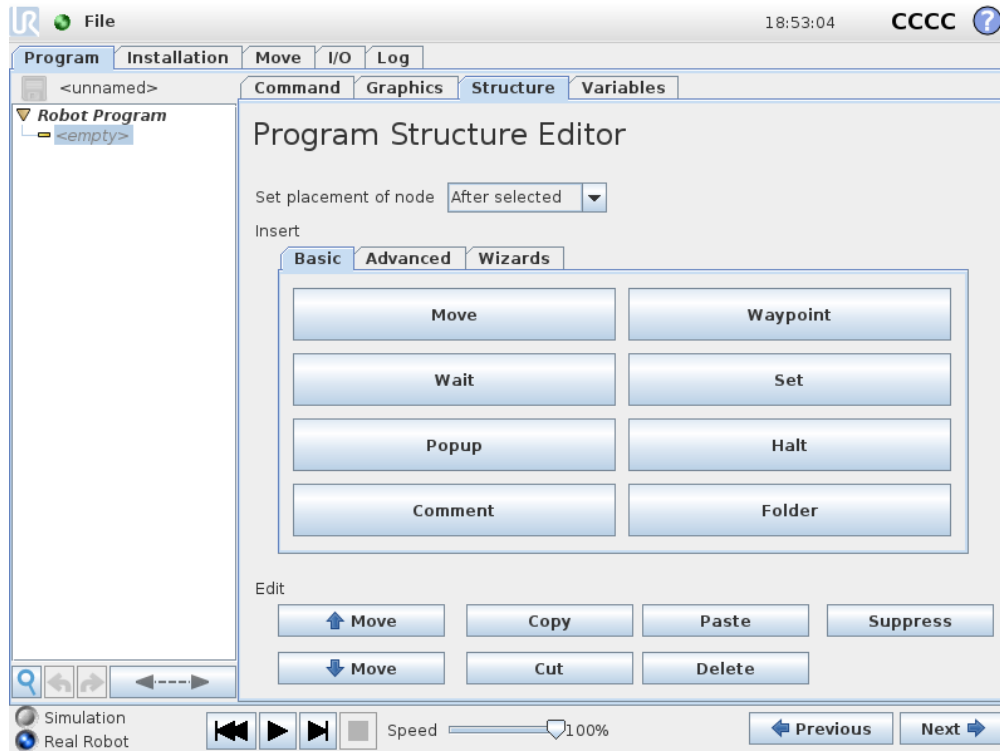 UR File 18:53:04 CCCC ?
Program Installation Move I/O Log
<unnamed> Command Graphics Structure Variables
Robot Program
<empty>
Program Structure Editor
Set placement of node After selected
Insert
Basic Advanced Wizards
Move Waypoint
Wait Set
Popup Halt
Comment Folder
Edit
Move Copy Paste Suppress
Move Cut Delete
Simulation
Real Robot
Speed 100% Previous Next